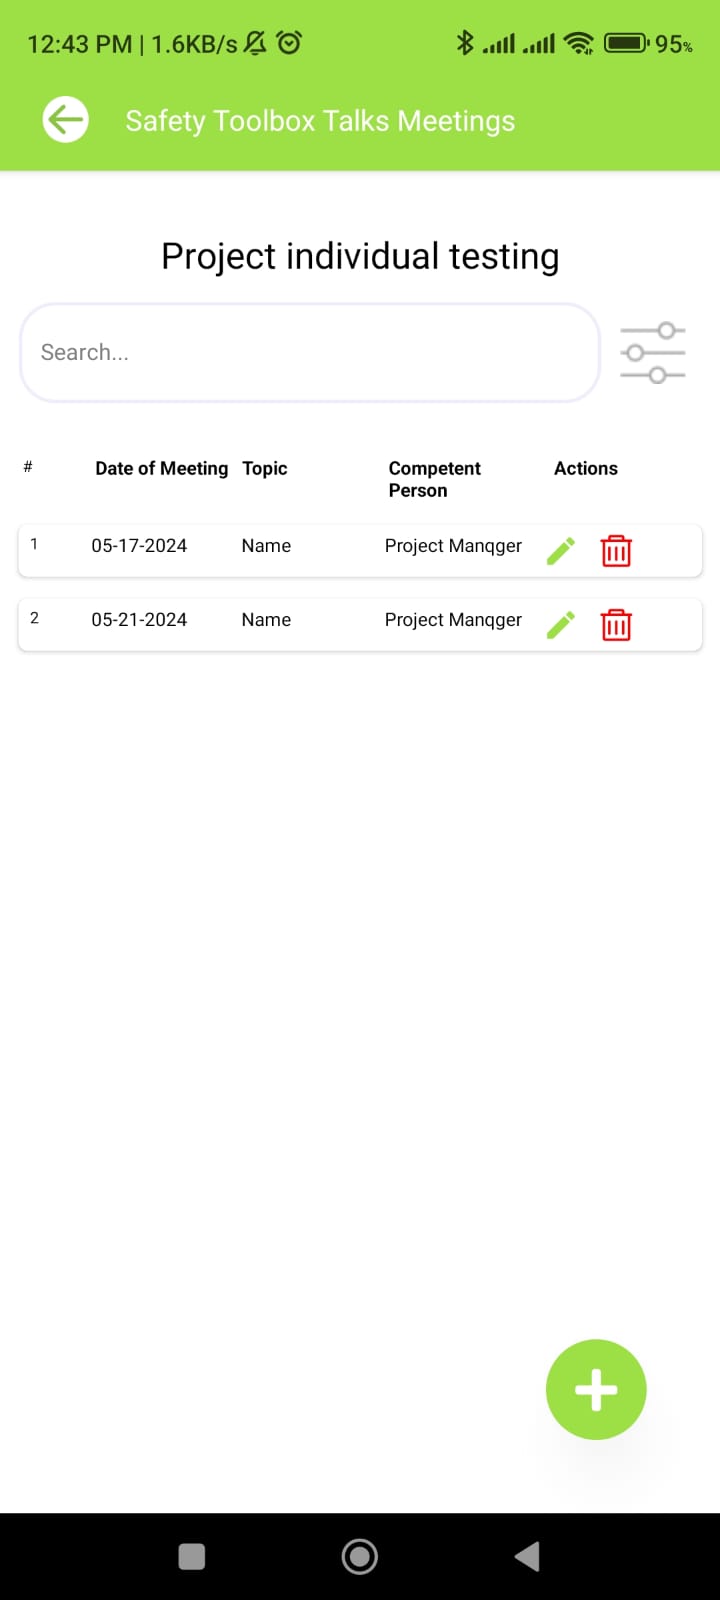 12:43 PM | 1.6KB/s 95%
Safety Toolbox Talks Meetings
Project individual testing
Search...
# Date of Meeting Topic Competent Person Actions
1 05-17-2024 Name Project Manqger
2 05-21-2024 Name Project Manqger